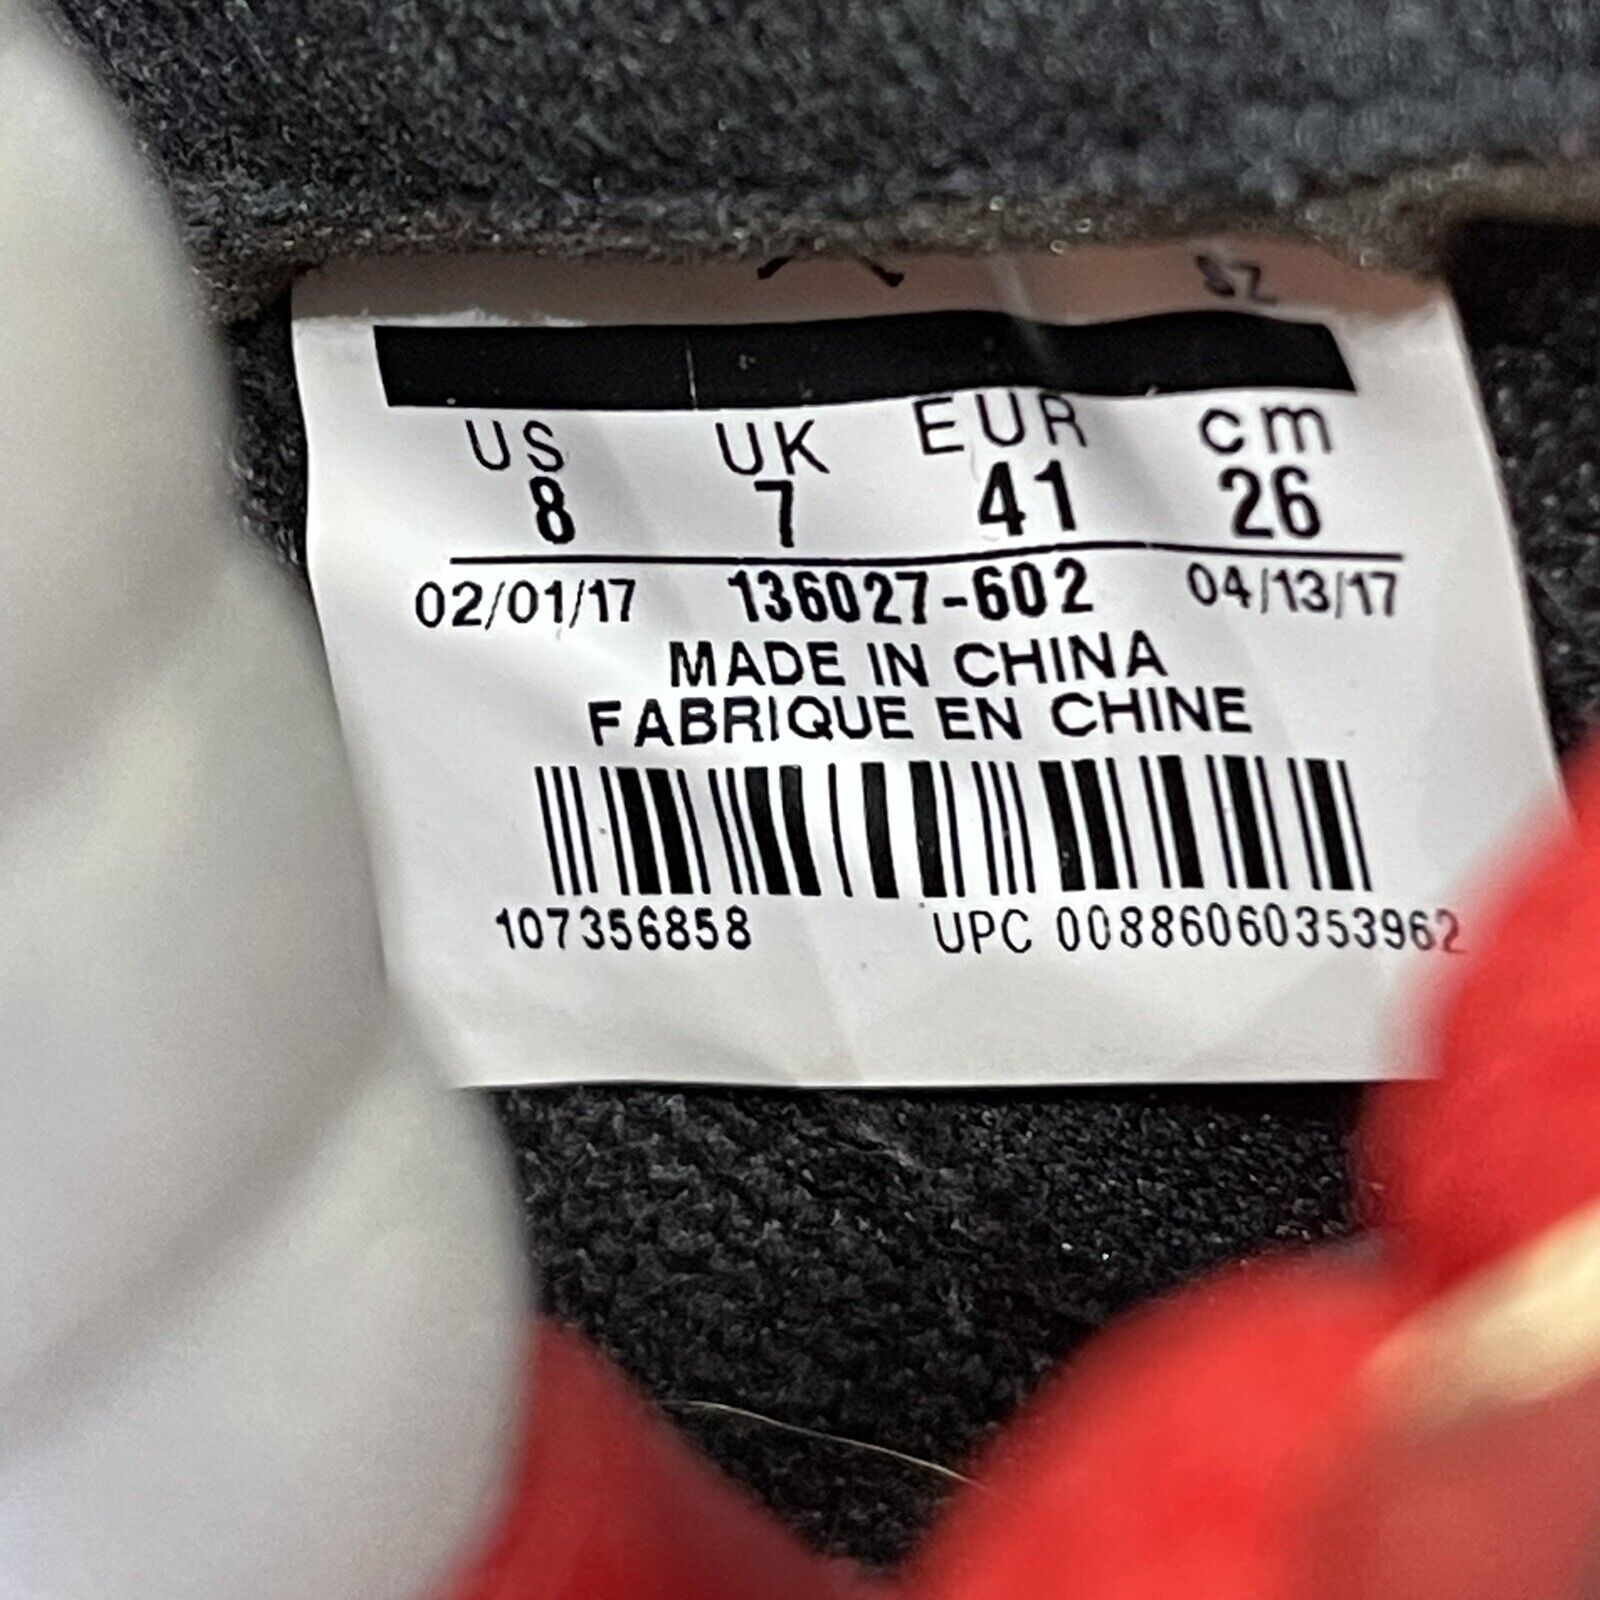 SZ
US UK EUR cm
8 7 41 26
02/01/17 136027-602 04/13/17
MADE IN CHINA
FABRIQUE EN CHINE
107356858 UPC 00886060353962